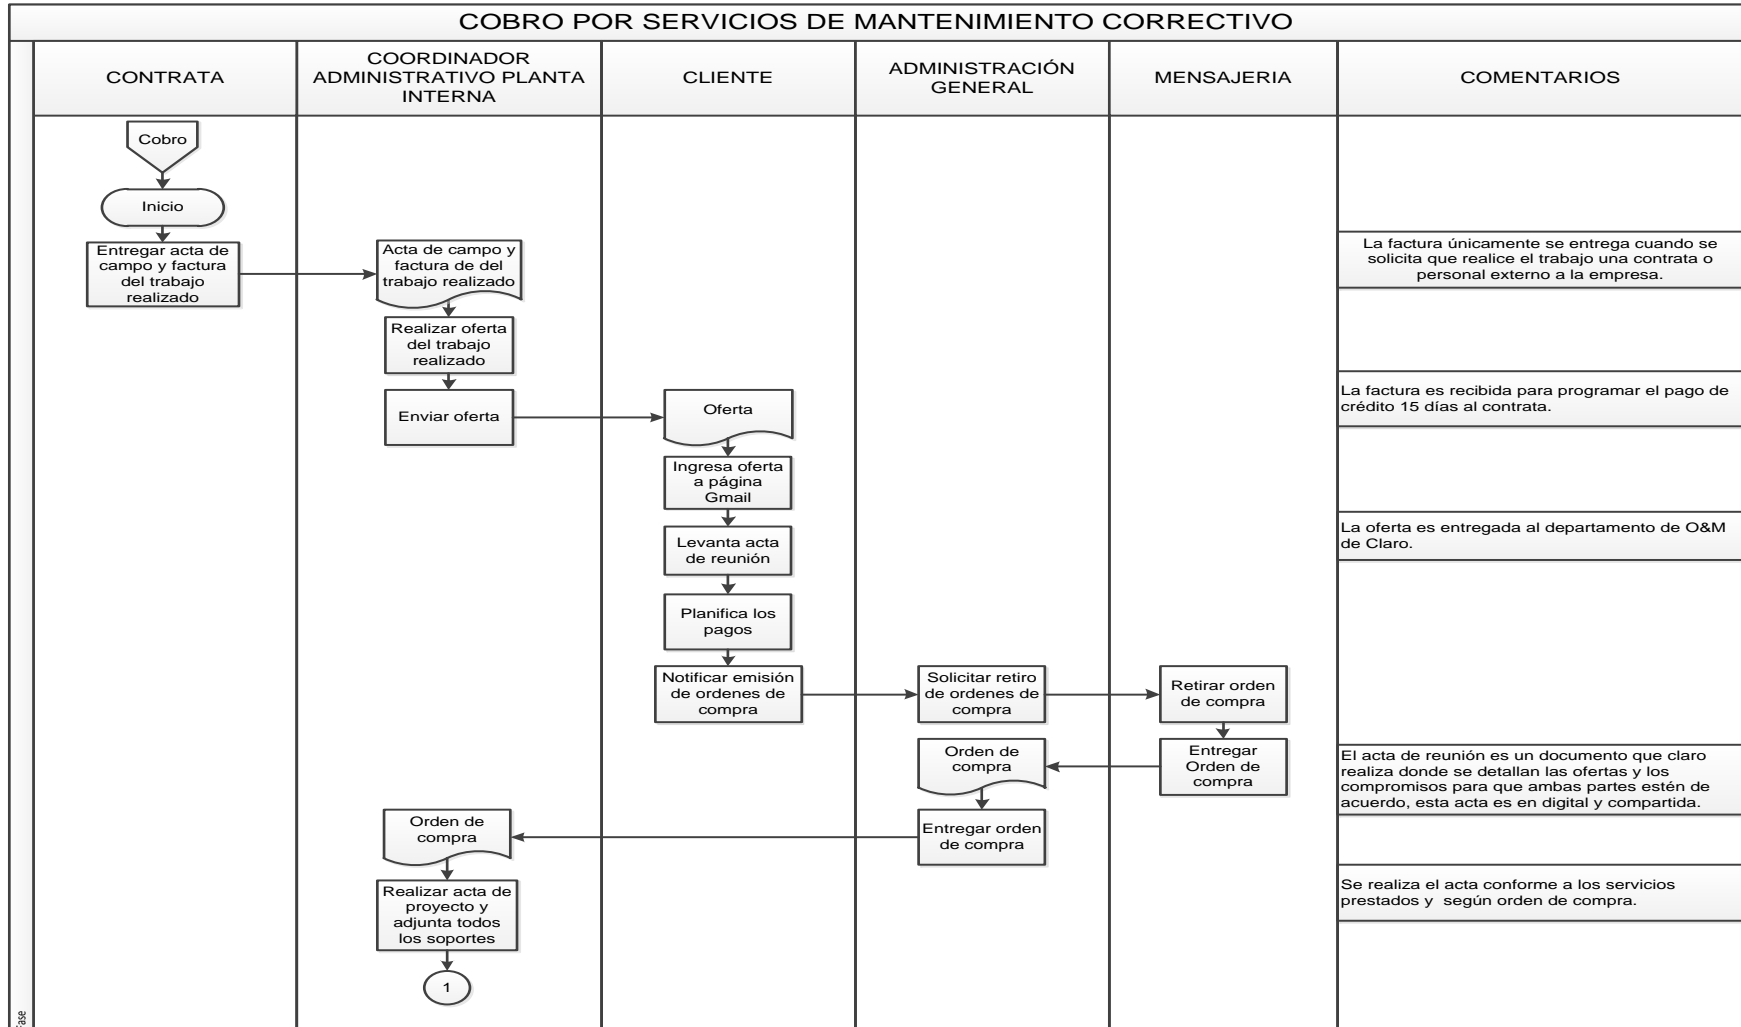 COBRO POR SERVICIOS DE MANTENIMIENTO CORRECTIVO
CONTRATA
COORDINADOR
ADMINISTRATIVO PLANTA
INTERNA
CLIENTE
ADMINISTRACIÓN
GENERAL
MENSAJERIA
COMENTARIOS
Cobro
Inicio
Entregar acta de
campo y factura
del trabajo
realizado
Acta de campo y
factura de del
trabajo realizado
La factura únicamente se entrega cuando se
solicita que realice el trabajo una contrata o
personal externo a la empresa.
Realizar oferta
del trabajo
realizado
Enviar oferta
Oferta
La factura es recibida para programar el pago de
crédito 15 días al contrata.
Ingresa oferta
a página
Gmail
Levanta acta
de reunión
La oferta es entregada al departamento de O&M
de Claro.
Planifica los
pagos
Notificar emisión
de ordenes de
compra
Solicitar retiro
de ordenes de
compra
Retirar orden
de compra
Entregar
Orden de
compra
Orden de
compra
El acta de reunión es un documento que claro
realiza donde se detallan las ofertas y los
compromisos para que ambas partes estén de
acuerdo, esta acta es en digital y compartida.
Entregar orden
de compra
Orden de
compra
Realizar acta de
proyecto y
adjunta todos
los soportes
Se realiza el acta conforme a los servicios
prestados y  según orden de compra.
1
Fase